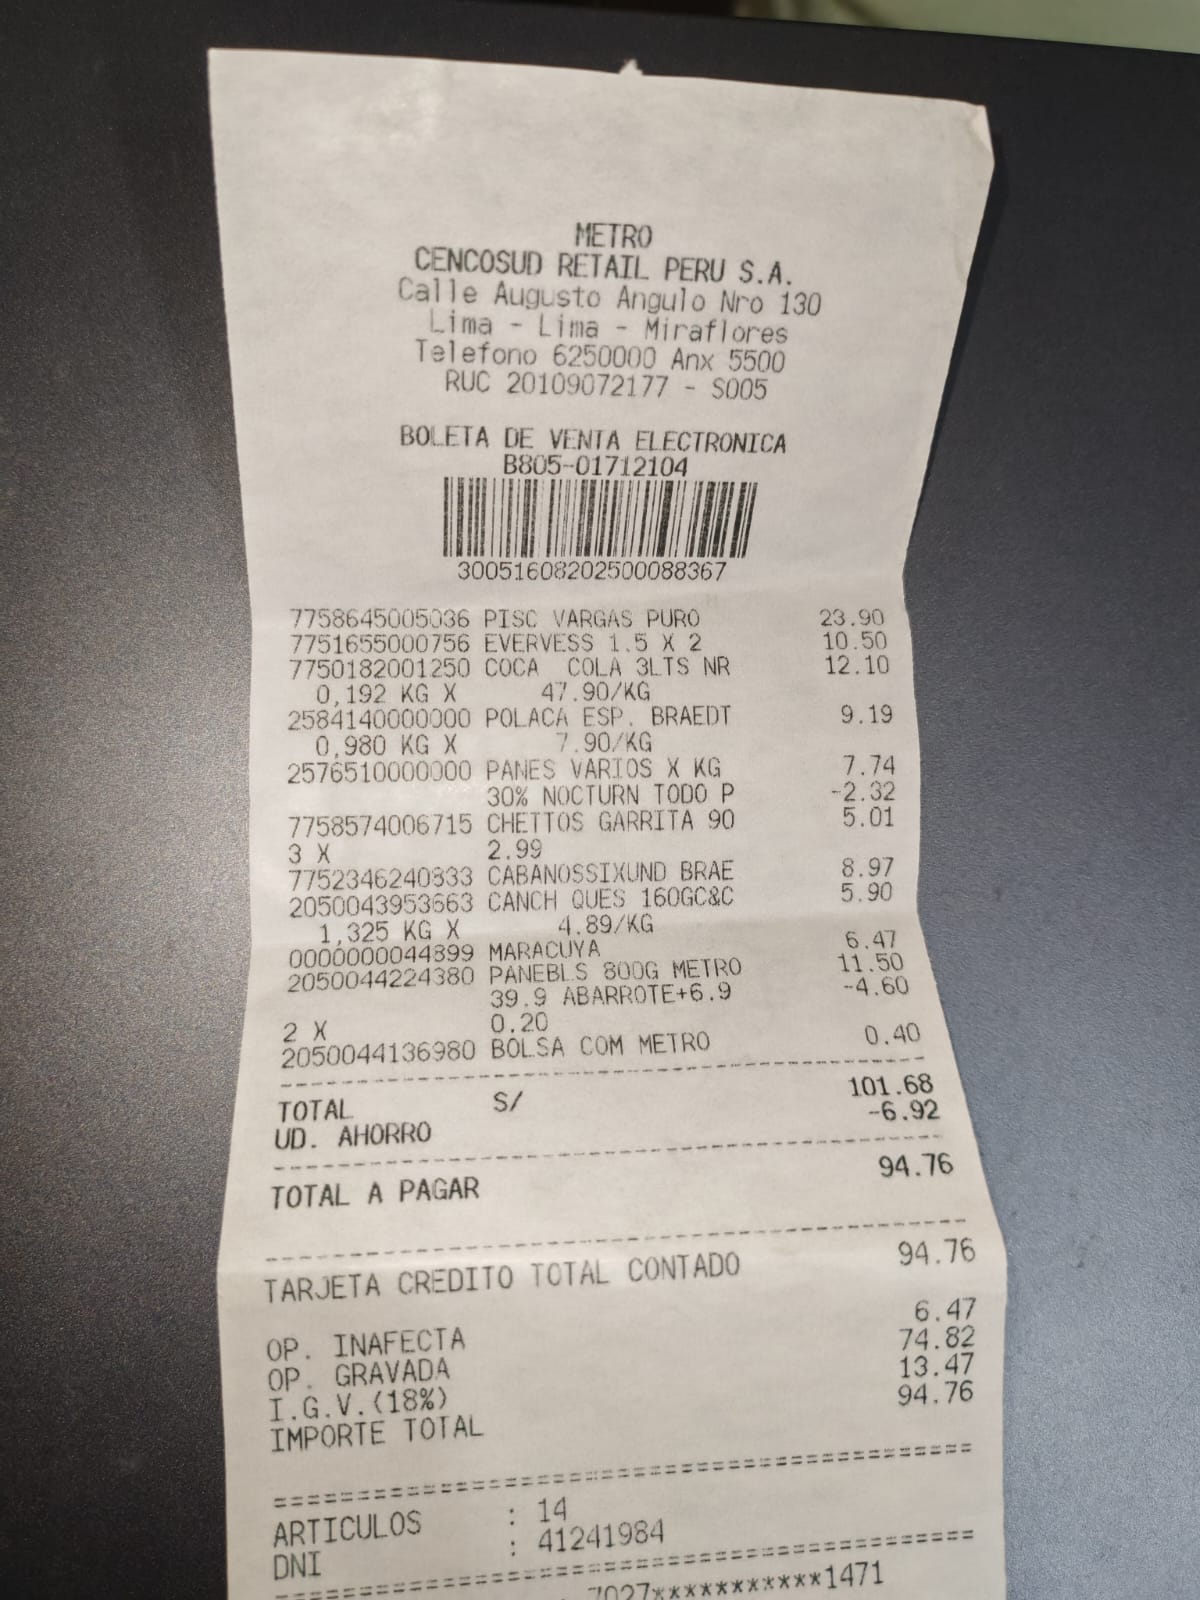 METRO
CENCOSUD RETAIL PERU S.A.
Calle Augusto Angulo Nro 130
Lima - Lima - Miraflores
Telefono 6250000 Anx 5500
RUC 20109072177 - S005
BOLETA DE VENTA ELECTRONICA
B805-01712104
30051608202500088367
7758645005036 PISC VARGAS PURO 23.90
7751655000756 EVERVESS 1.5 X 2 10.50
7750182001250 COCA COLA 3LTS NR 12.10
0,192 KG X 47.90/KG
2584140000000 POLACA ESP. BRAEDT 9.19
0,980 KG X 7.90/KG
2576510000000 PANES VARIOS X KG 7.74
30% NOCTURN TODO P -2.32
7758574006715 CHETTOS GARRITA 90 5.01
3 X 2.99
7752346240833 CABANOSSIXUND BRAE 8.97
2050043953663 CANCH QUES 160GC&C 5.90
1,325 KG X 4.89/KG
0000000044899 MARACUYA 6.47
2050044224380 PANEBLS 800G METRO 11.50
39.9 ABARROTE+6.9 -4.60
2 X 0.20
2050044136980 BOLSA COM METRO 0.40
TOTAL S/ 101.68
UD. AHORRO -6.92
TOTAL A PAGAR 94.76
TARJETA CREDITO TOTAL CONTADO 94.76
OP. INAFECTA 6.47
OP. GRAVADA 74.82
I.G.V.(18%) 13.47
IMPORTE TOTAL 94.76
ARTICULOS : 14
DNI : 41241984
7027***********1471